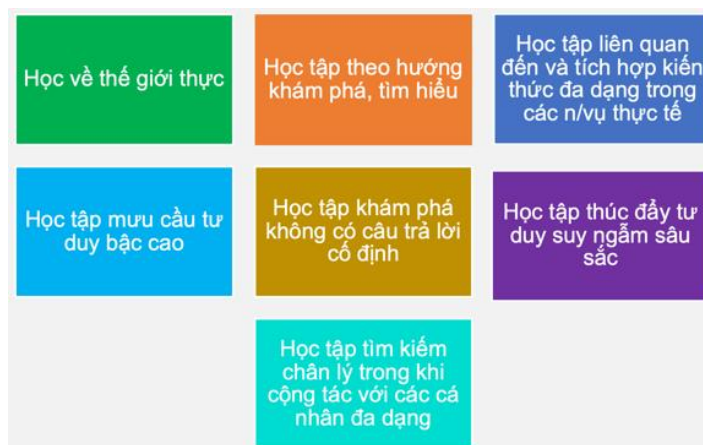 Học về thế giới thực
Học tập theo hướng
khám phá, tìm hiểu
Học tập liên quan
đến và tích hợp kiến
thức đa dạng trong
các n/vụ thực tế
Học tập mưu cầu tư
duy bậc cao
Học tập khám phá
không có câu trả lời
cố định
Học tập thúc đẩy tư
duy suy ngẫm sâu
sắc
Học tập tìm kiếm
chân lý trong khi
cộng tác với các cá
nhân đa dạng